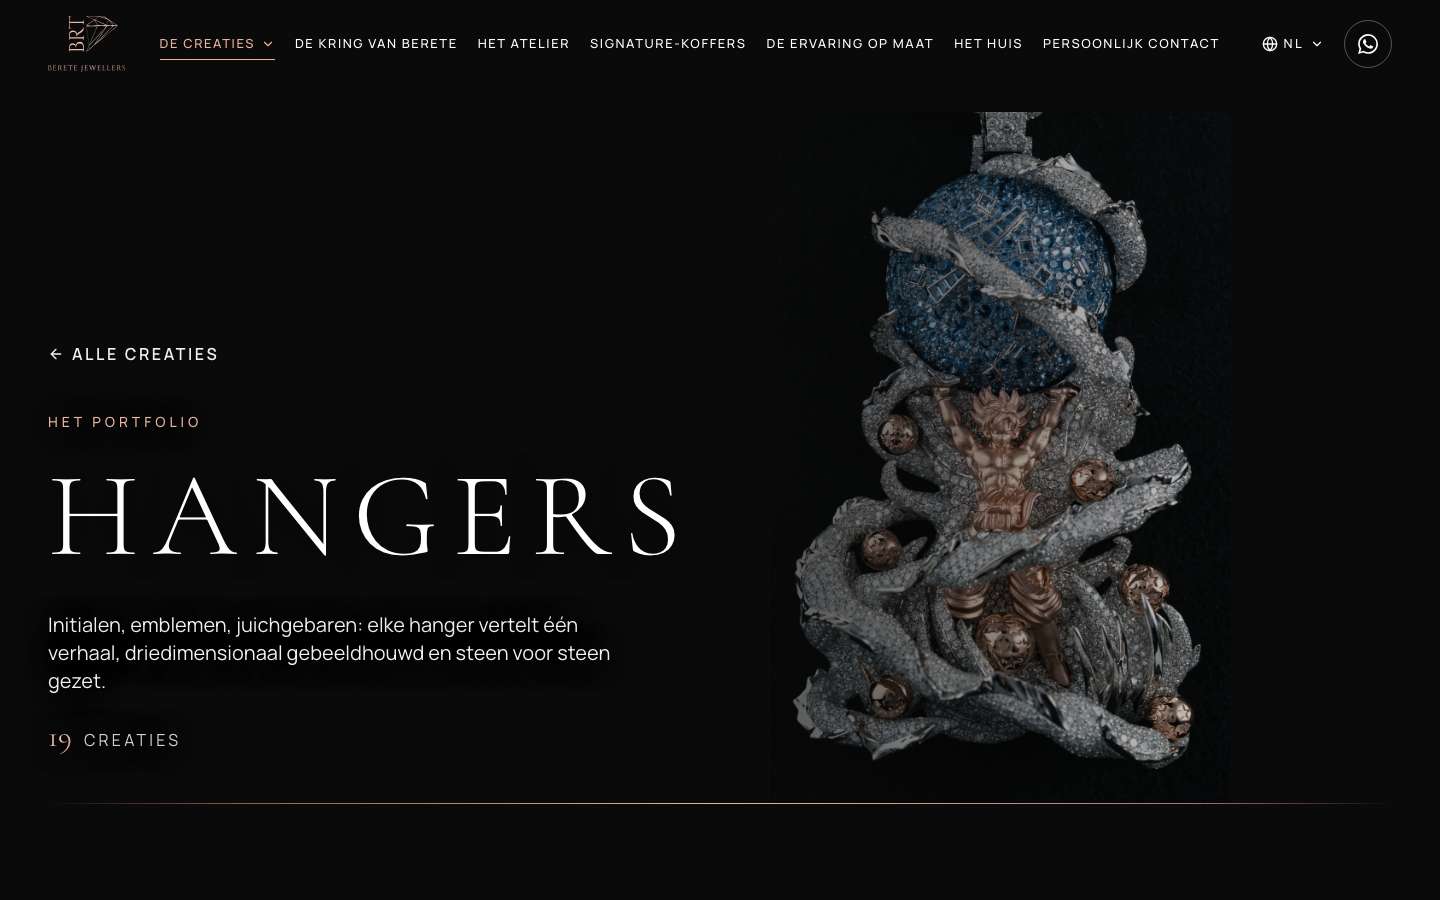 BRT
BERETE JEWELLERS
DE CREATIES
DE KRING VAN BERETE
HET ATELIER
SIGNATURE-KOFFERS
DE ERVARING OP MAAT
HET HUIS
PERSOONLIJK CONTACT
NL
ALLE CREATIES
HET PORTFOLIO
HANGERS
Initialen, emblemen, juichgebaren: elke hanger vertelt één
verhaal, driedimensionaal gebeeldhouwd en steen voor steen
gezet.
19 CREATIES